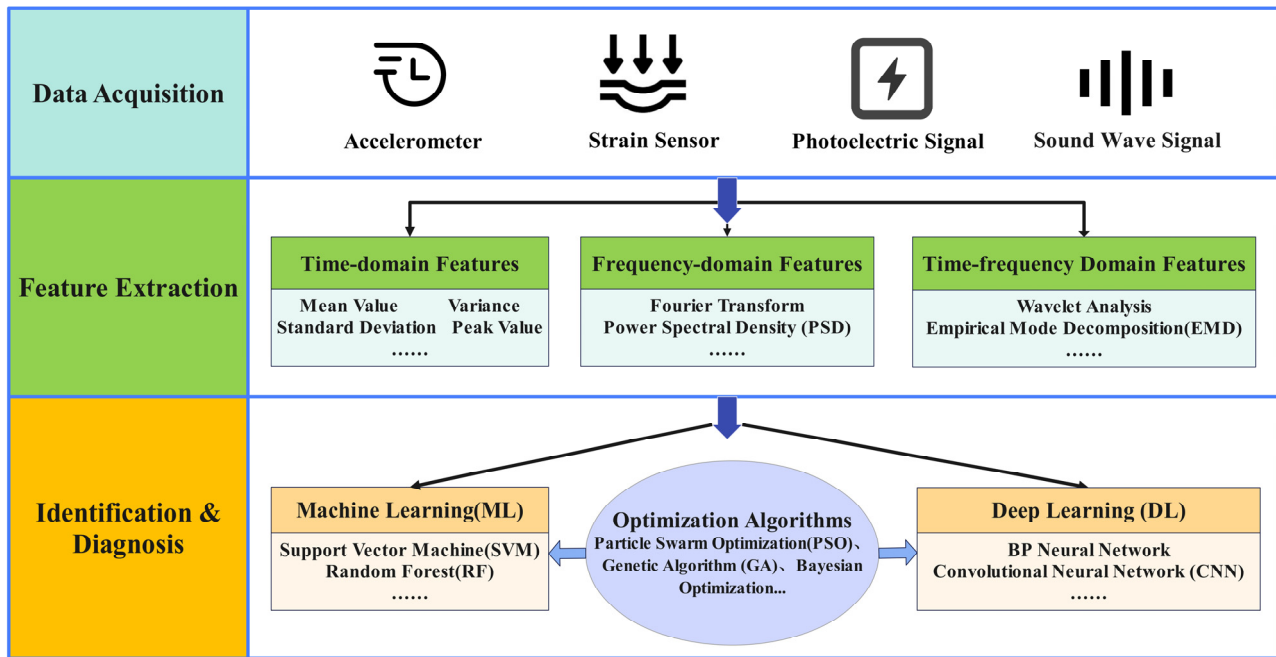 Data Acquisition
Accelerometer
Strain Sensor
Photoelectric Signal
Sound Wave Signal
Feature Extraction
Time-domain Features
Mean Value Variance
Standard Deviation Peak Value
......
Frequency-domain Features
Fourier Transform
Power Spectral Density (PSD)
......
Time-frequency Domain Features
Wavelet Analysis
Empirical Mode Decomposition(EMD)
......
Identification &
Diagnosis
Machine Learning(ML)
Support Vector Machine(SVM)
Random Forest(RF)
......
Optimization Algorithms
Particle Swarm Optimization(PSO)、
Genetic Algorithm (GA)、Bayesian
Optimization...
Deep Learning (DL)
BP Neural Network
Convolutional Neural Network (CNN)
......